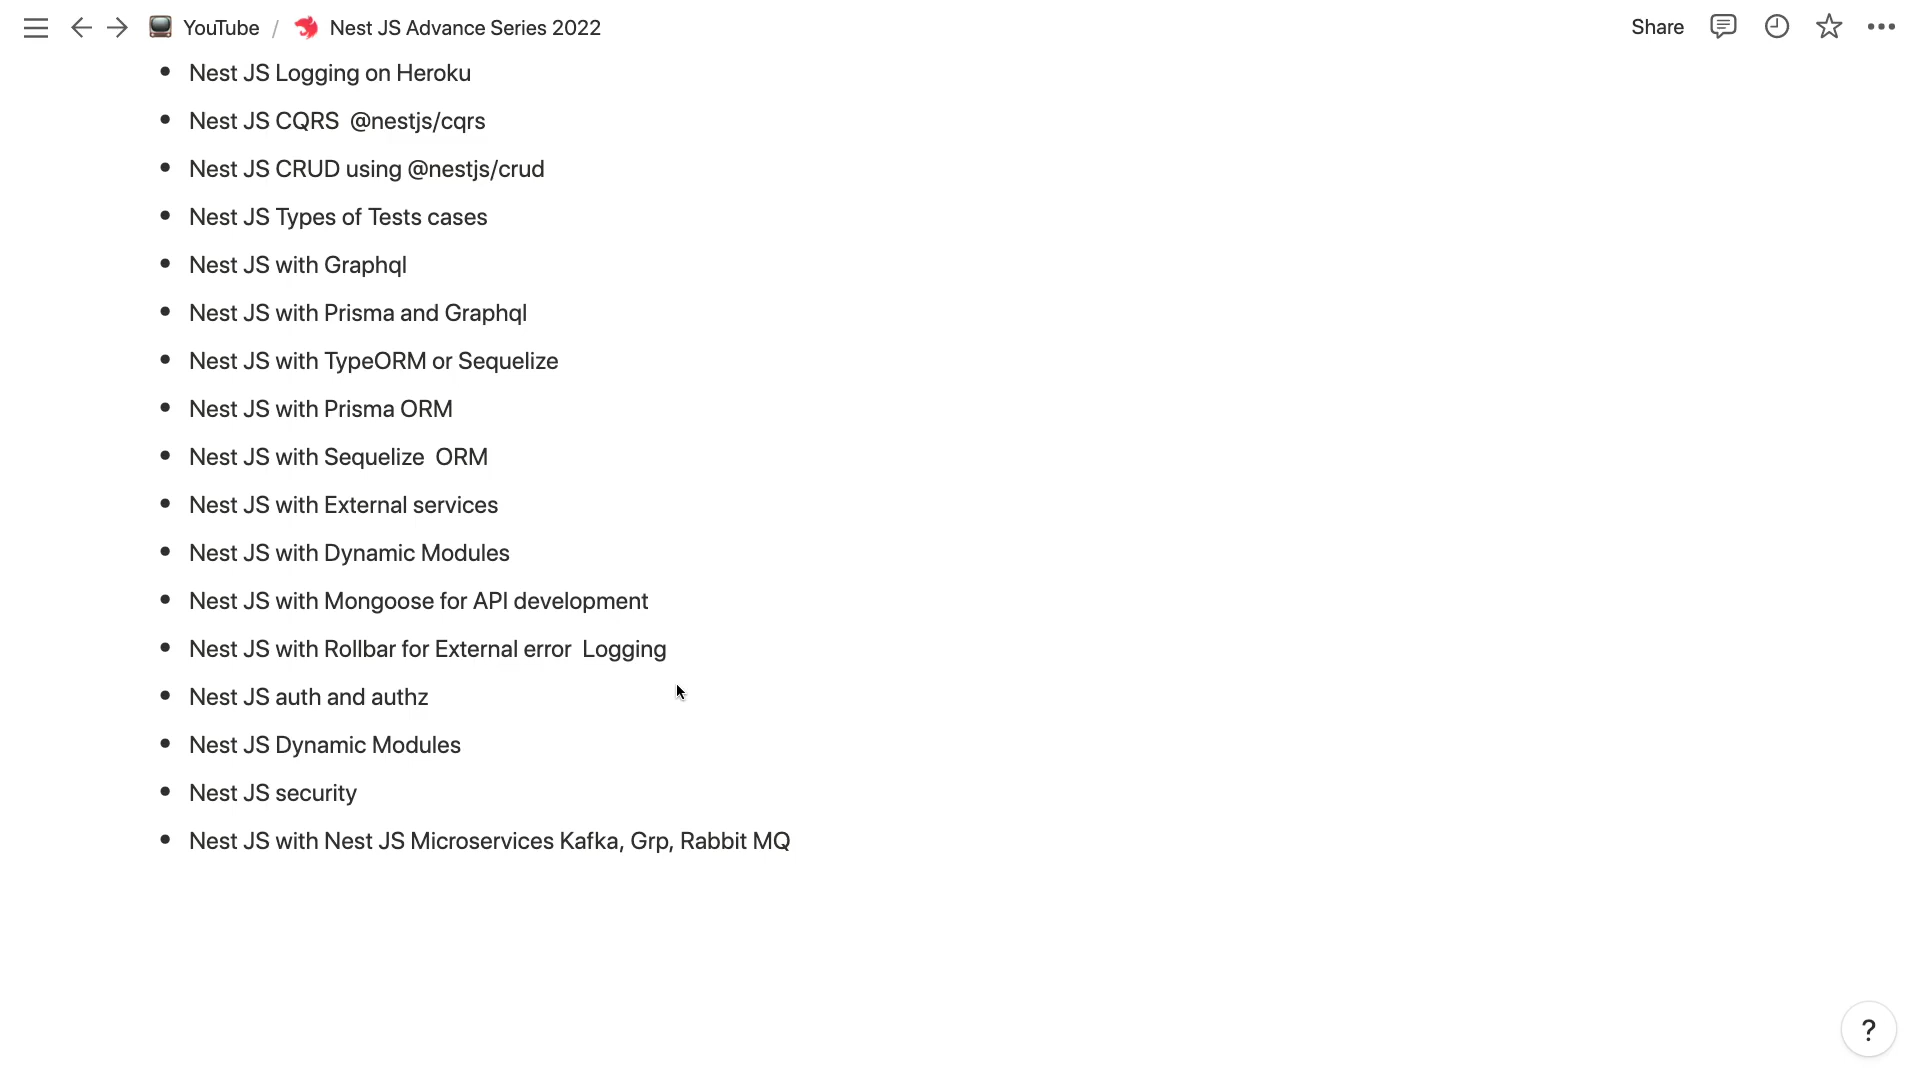 YouTube / Nest JS Advance Series 2022 Share
Nest JS Logging on Heroku
Nest JS CQRS  @nestjs/cqrs
Nest JS CRUD using @nestjs/crud
Nest JS Types of Tests cases
Nest JS with Graphql
Nest JS with Prisma and Graphql
Nest JS with TypeORM or Sequelize
Nest JS with Prisma ORM
Nest JS with Sequelize  ORM
Nest JS with External services
Nest JS with Dynamic Modules
Nest JS with Mongoose for API development
Nest JS with Rollbar for External error  Logging
Nest JS auth and authz
Nest JS Dynamic Modules
Nest JS security
Nest JS with Nest JS Microservices Kafka, Grp, Rabbit MQ
?